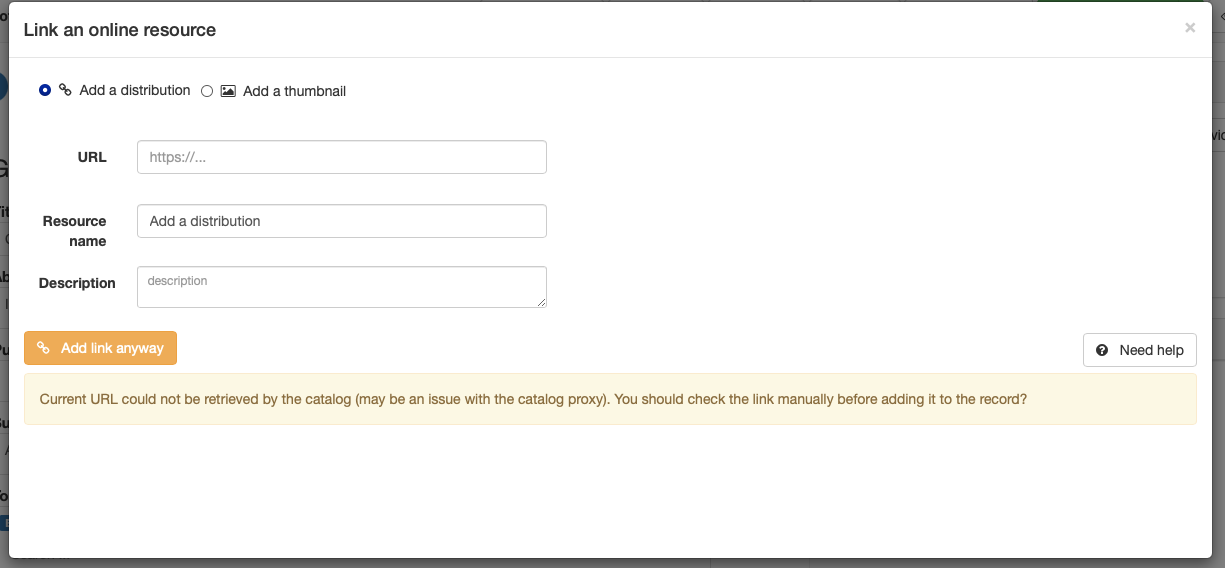 Link an online resource ×
Add a distribution Add a thumbnail
URL https://...
Resource name Add a distribution
Description description
Add link anyway Need help
Current URL could not be retrieved by the catalog (may be an issue with the catalog proxy). You should check the link manually before adding it to the record?